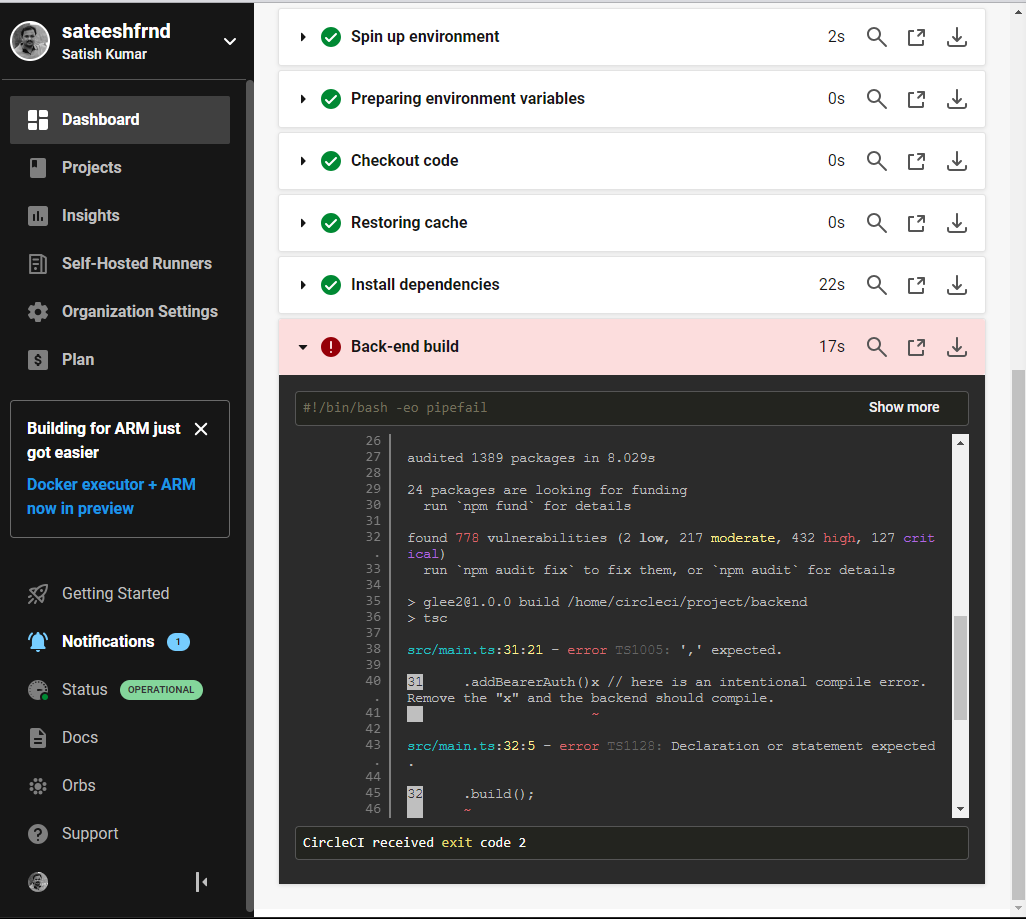 sateeshfrnd
Satish Kumar
Dashboard
Projects
Insights
Self-Hosted Runners
Organization Settings
$ Plan
Building for ARM just
got easier
Docker executor + ARM
now in preview
Getting Started
Notifications 1
Status OPERATIONAL
Docs
Orbs
? Support
Spin up environment 2s
Preparing environment variables 0s
Checkout code 0s
Restoring cache 0s
Install dependencies 22s
! Back-end build 17s
#!/bin/bash -eo pipefail Show more
26
27 audited 1389 packages in 8.029s
28
29 24 packages are looking for funding
30 run `npm fund` for details
31
32 found 778 vulnerabilities (2 low, 217 moderate, 432 high, 127 crit
. ical)
33 run `npm audit fix` to fix them, or `npm audit` for details
34
35 > glee2@1.0.0 build /home/circleci/project/backend
36 > tsc
37
38 src/main.ts:31:21 - error TS1005: ',' expected.
39
40 31 .addBearerAuth()x // here is an intentional compile error.
. Remove the "x" and the backend should compile.
41 ~
42
43 src/main.ts:32:5 - error TS1128: Declaration or statement expected
. .
44
45 32 .build();
46 ~
CircleCI received exit code 2